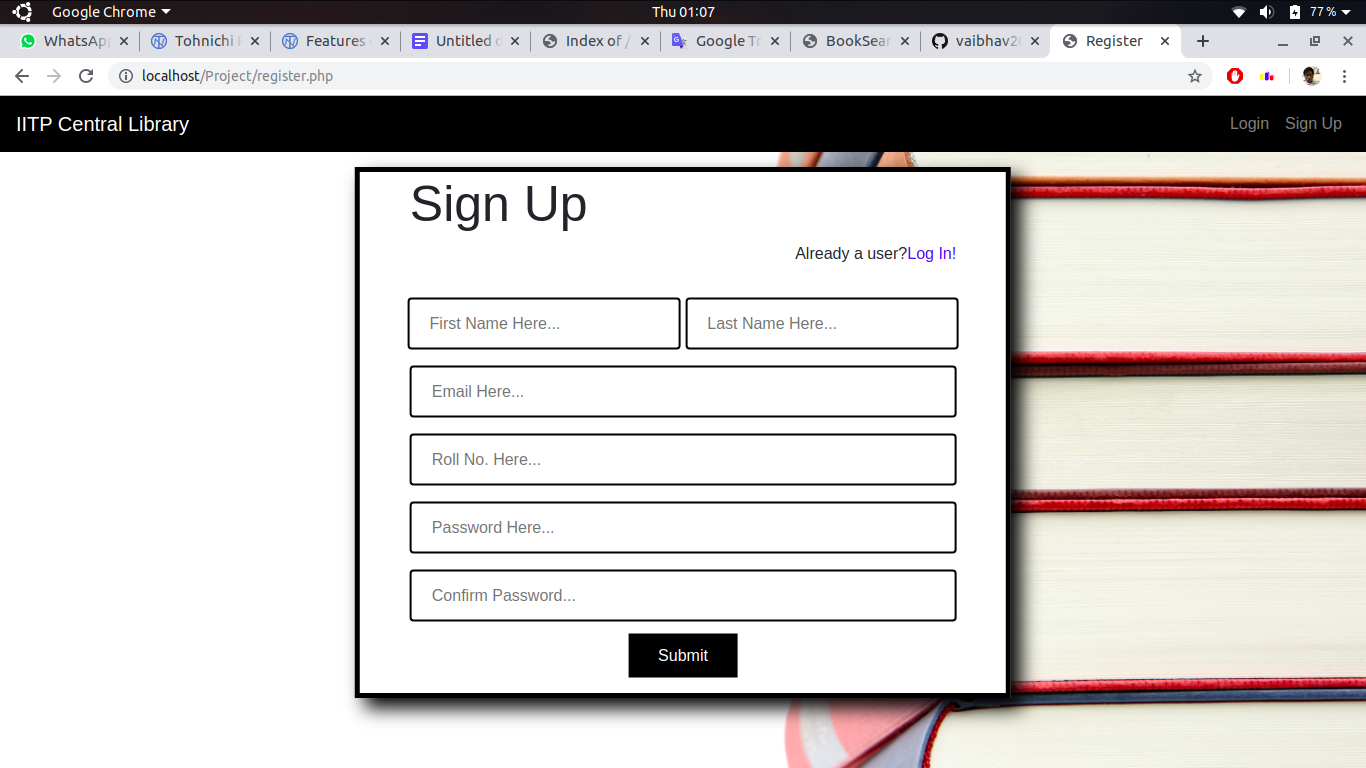 Google Chrome
Thu 01:07
77 %
WhatsAp
Tohnichi
Features
Untitled
Index of /
Google Tr
BookSear
vaibhav2
Register
localhost/Project/register.php
IITP Central Library
Login
Sign Up
Sign Up
Already a user?Log In!
First Name Here...
Last Name Here...
Email Here...
Roll No. Here...
Password Here...
Confirm Password...
Submit